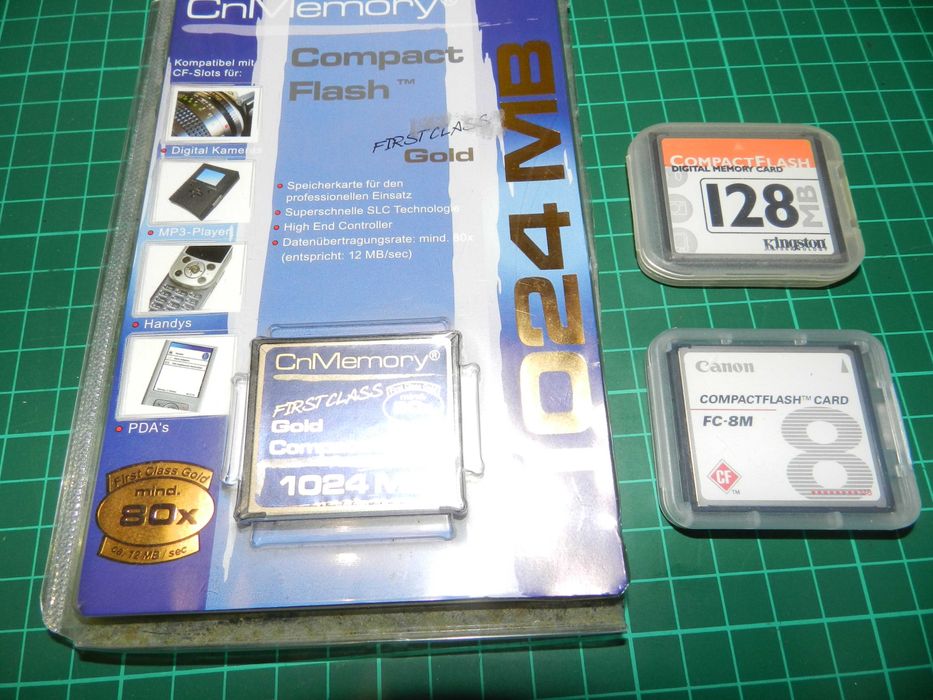 CnMemory®
Kompatibel mit
CF-Slots für:
Compact
Flash™
FIRST CLASS
Gold
1024 MB
Digital Kameras
MP3-Player
Handys
PDA's
Speicherkarte für den
professionellen Einsatz
Superschnelle SLC Technologie
High End Controller
Datenübertragungsrate: mind. 80x
(entspricht: 12 MB/sec)
First Class Gold
mind.
80x
ca. 12 MB / sec
CnMemory®
FIRST CLASS
Gold
1024
COMPACTFLASH
DIGITAL MEMORY CARD
128
MB
Kingston
TECHNOLOGY
Canon
COMPACTFLASH™ CARD
FC-8M
8
CF
™